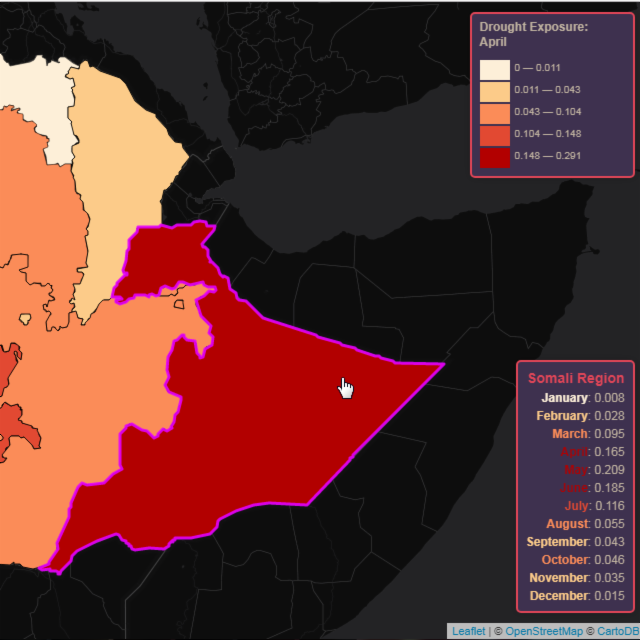 Drought Exposure:
April
0 — 0.011
0.011 — 0.043
0.043 — 0.104
0.104 — 0.148
0.148 — 0.291
Somali Region
January: 0.008
February: 0.028
March: 0.095
April: 0.165
May: 0.209
June: 0.185
July: 0.116
August: 0.055
September: 0.043
October: 0.046
November: 0.035
December: 0.015
Leaflet | © OpenStreetMap © CartoDB